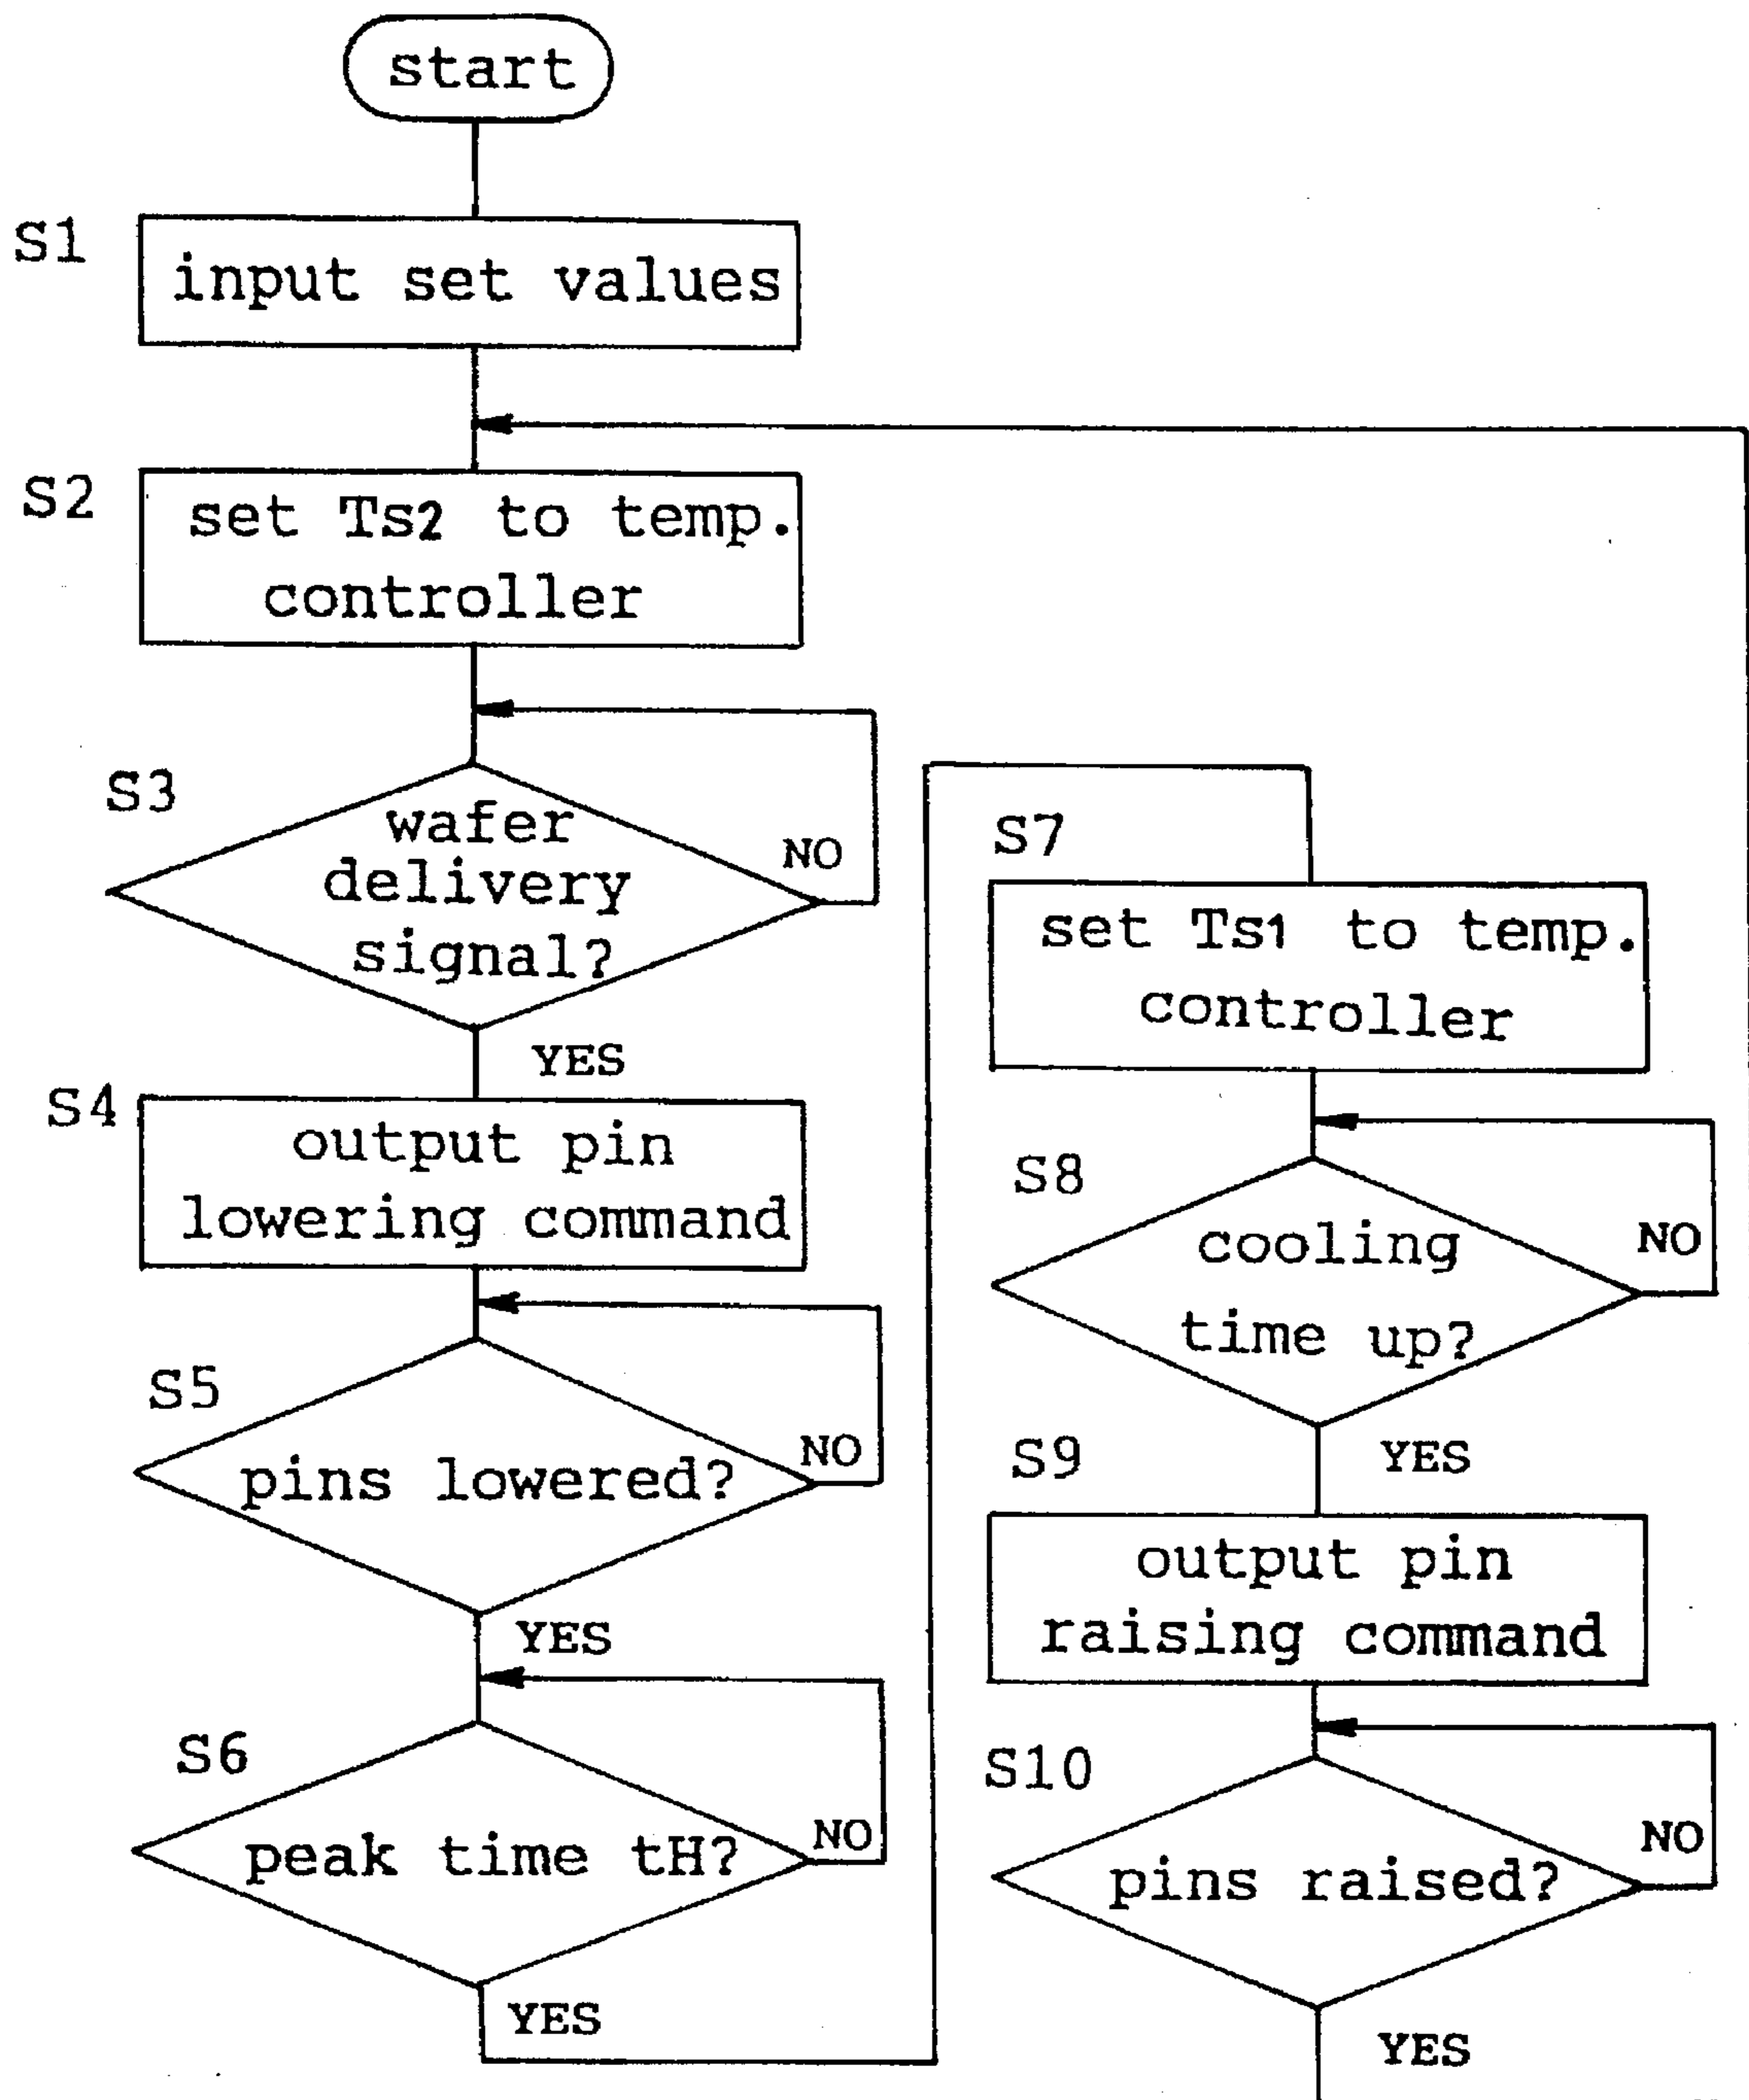 start
S1
input set values
S2
set Ts2 to temp.
controller
S3
wafer
delivery
signal?
NO
YES
S4
output pin
lowering command
S5
pins lowered?
NO
YES
S6
peak time tH?
NO
YES
S7
set Ts1 to temp.
controller
S8
cooling
time up?
NO
YES
S9
output pin
raising command
S10
pins raised?
NO
YES